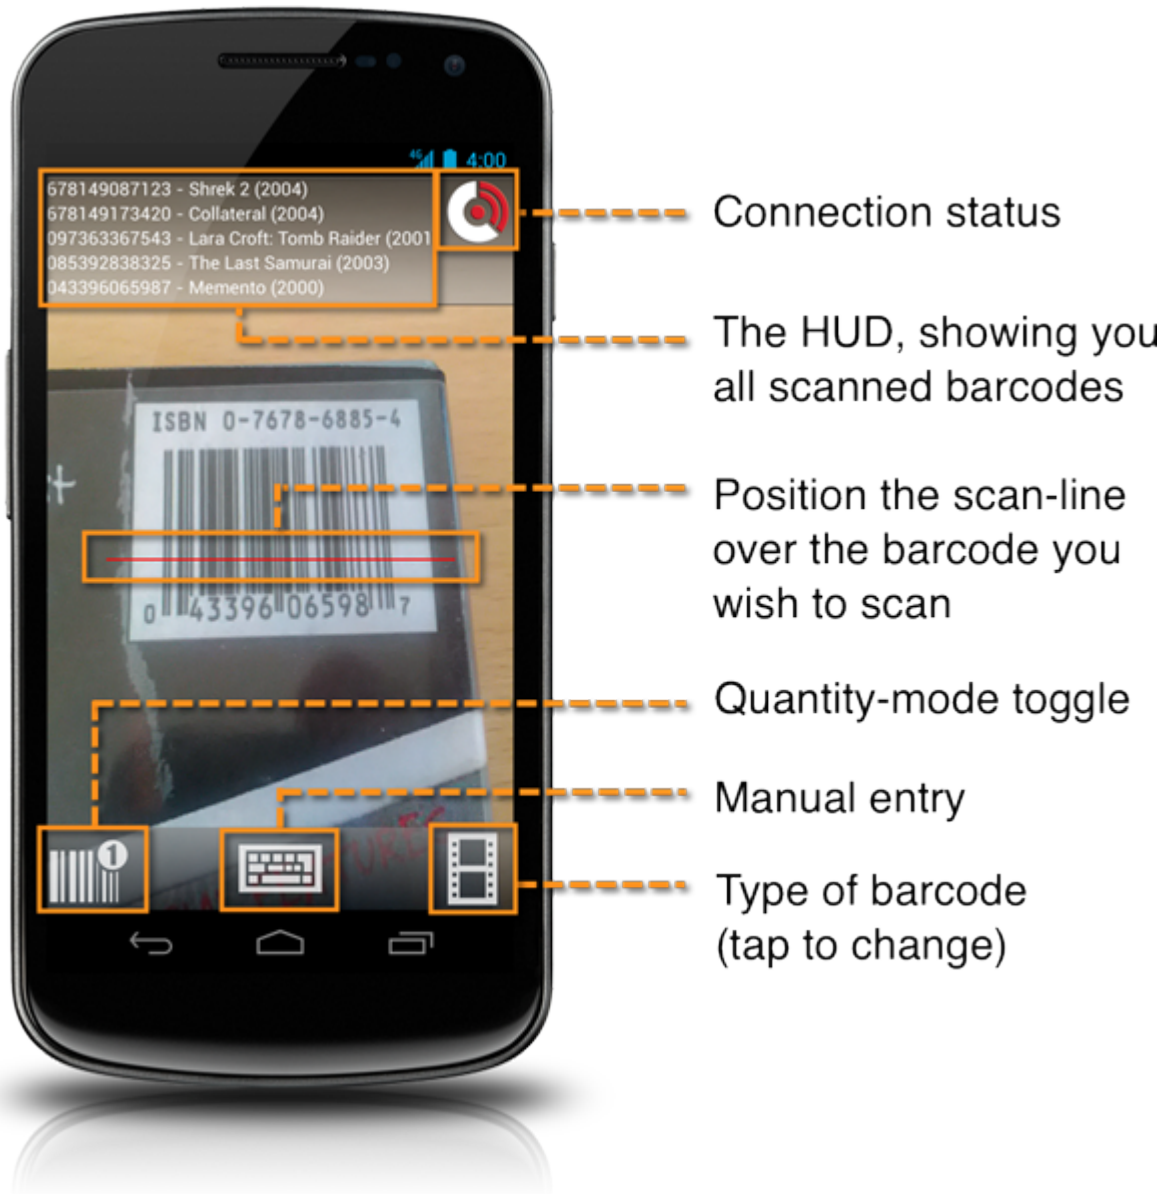 4G 4:00
678149087123 - Shrek 2 (2004)
678149173420 - Collateral (2004)
097363367543 - Lara Croft: Tomb Raider (2001
085392838325 - The Last Samurai (2003)
043396065987 - Memento (2000)
Connection status
The HUD, showing you
all scanned barcodes
ISBN 0-7678-6885-4
Position the scan-line
over the barcode you
wish to scan
0 43396 06598 7
Quantity-mode toggle
Manual entry
1
Type of barcode
(tap to change)